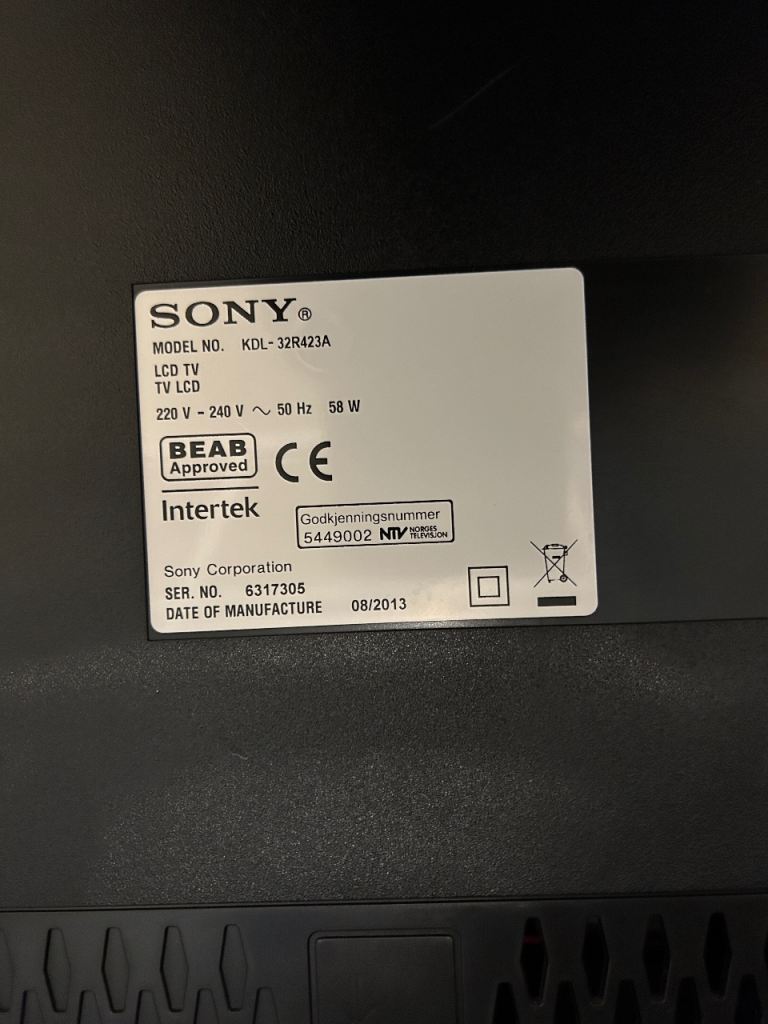 SONY®
MODEL NO. KDL-32R423A
LCD TV
TV LCD
220 V - 240 V ~ 50 Hz 58 W
BEAB
Approved
CE
Intertek
Godkjenningsnummer
5449002 NTV NORGES TELEVISJON
Sony Corporation
SER. NO. 6317305
DATE OF MANUFACTURE 08/2013